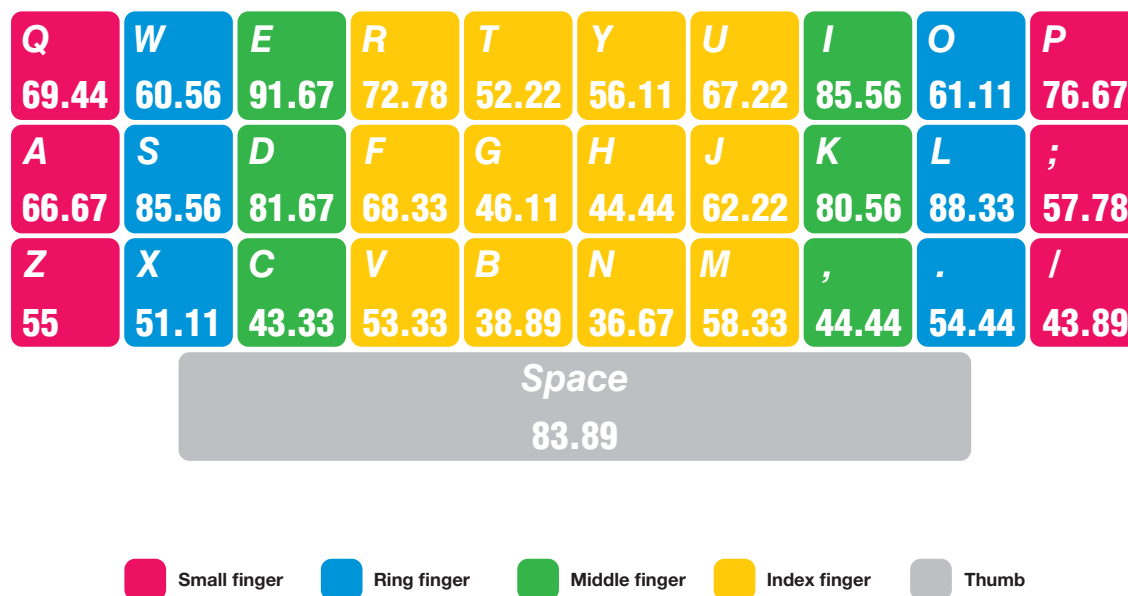 Q W E R T Y U I O P
69.44 60.56 91.67 72.78 52.22 56.11 67.22 85.56 61.11 76.67
A S D F G H J K L ;
66.67 85.56 81.67 68.33 46.11 44.44 62.22 80.56 88.33 57.78
Z X C V B N M , . /
55 51.11 43.33 53.33 38.89 36.67 58.33 44.44 54.44 43.89
Space
83.89
Small finger Ring finger Middle finger Index finger Thumb